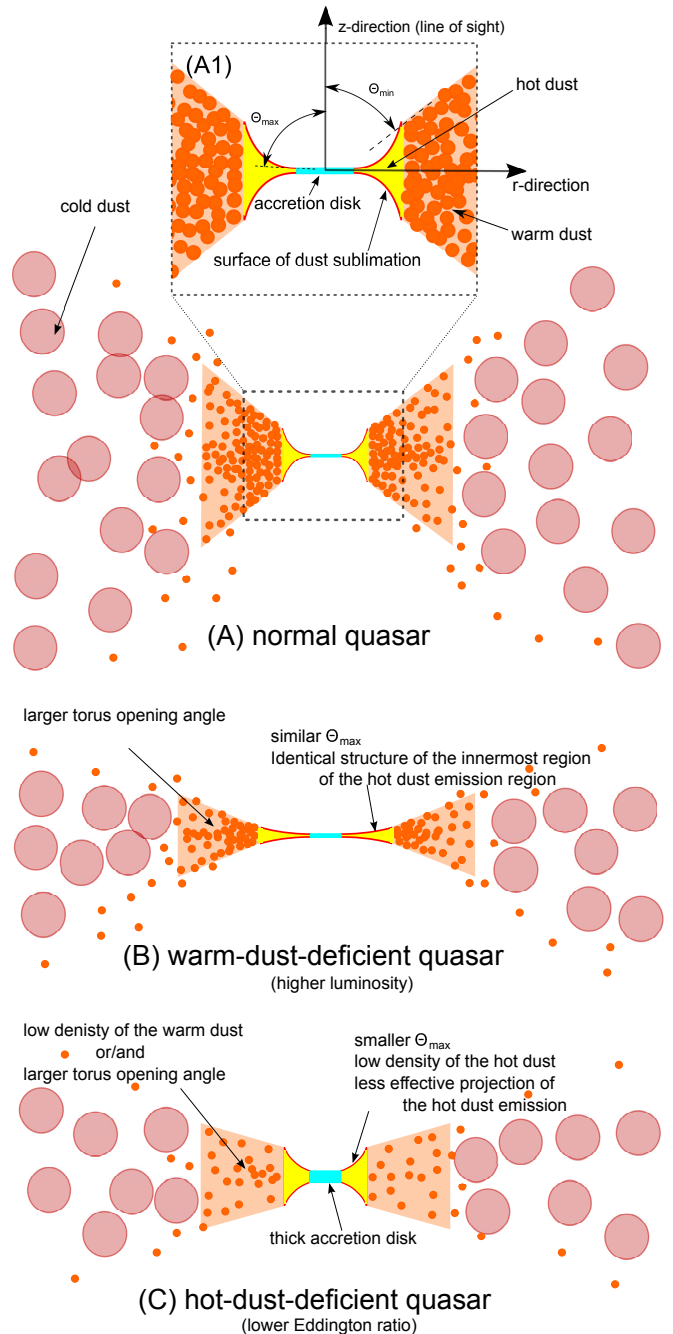 z-direction (line of sight)
(A1)
Θmin
Θmax
hot dust
r-direction
accretion disk
cold dust
warm dust
surface of dust sublimation
(A) normal quasar
larger torus opening angle
similar Θmax
Identical structure of the innermost region
of the hot dust emission region
(B) warm-dust-deficient quasar
(higher luminosity)
low denisty of the warm dust
or/and
larger torus opening angle
smaller Θmax
low density of the hot dust
less effective projection of
the hot dust emission
thick accretion disk
(C) hot-dust-deficient quasar
(lower Eddington ratio)